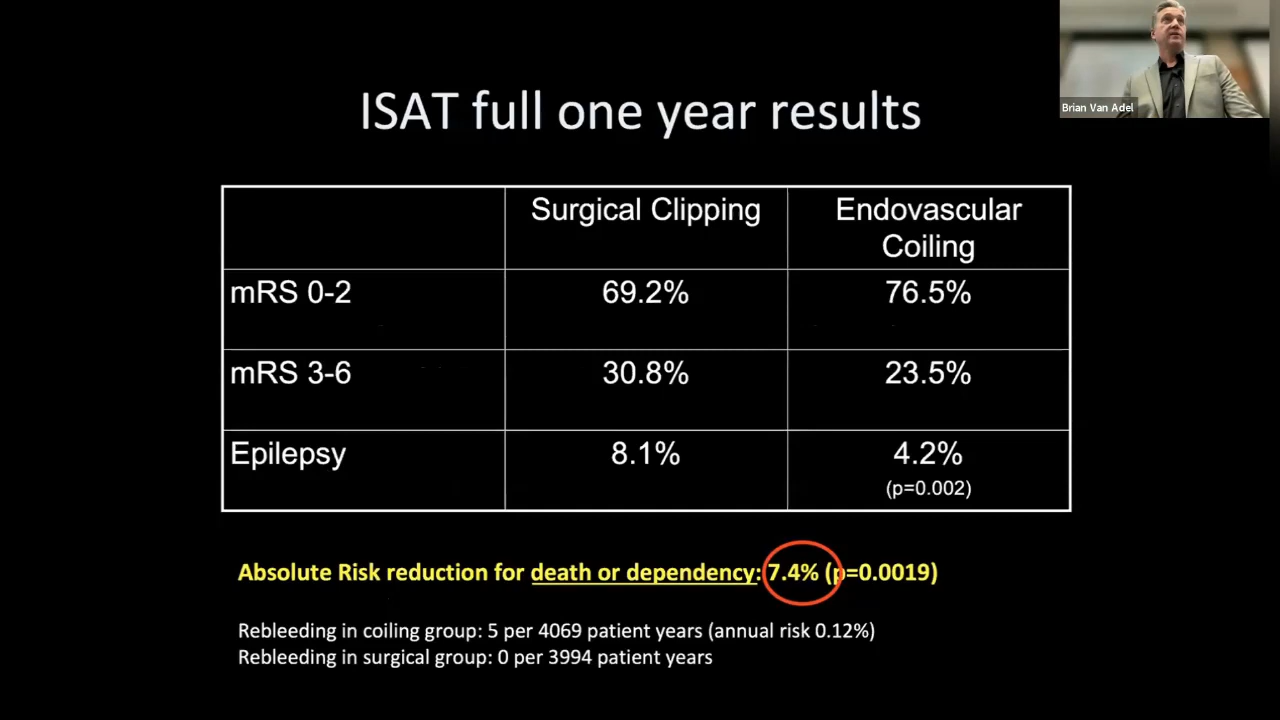 Brian Van Adel
ISAT full one year results
Surgical Clipping
Endovascular
Coiling
mRS 0-2
69.2%
76.5%
mRS 3-6
30.8%
23.5%
Epilepsy
8.1%
4.2%
(p=0.002)
Absolute Risk reduction for death or dependency: 7.4% (p=0.0019)
Rebleeding in coiling group: 5 per 4069 patient years (annual risk 0.12%)
Rebleeding in surgical group: 0 per 3994 patient years